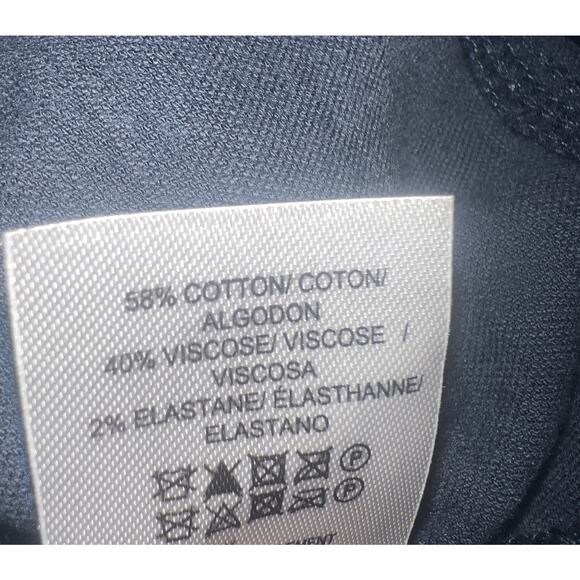 58% COTTON/ COTON/
ALGODON
40% VISCOSE/ VISCOSE /
VISCOSA
2% ELASTANE/ ÉLASTHANNE/
ELASTANO
P
P